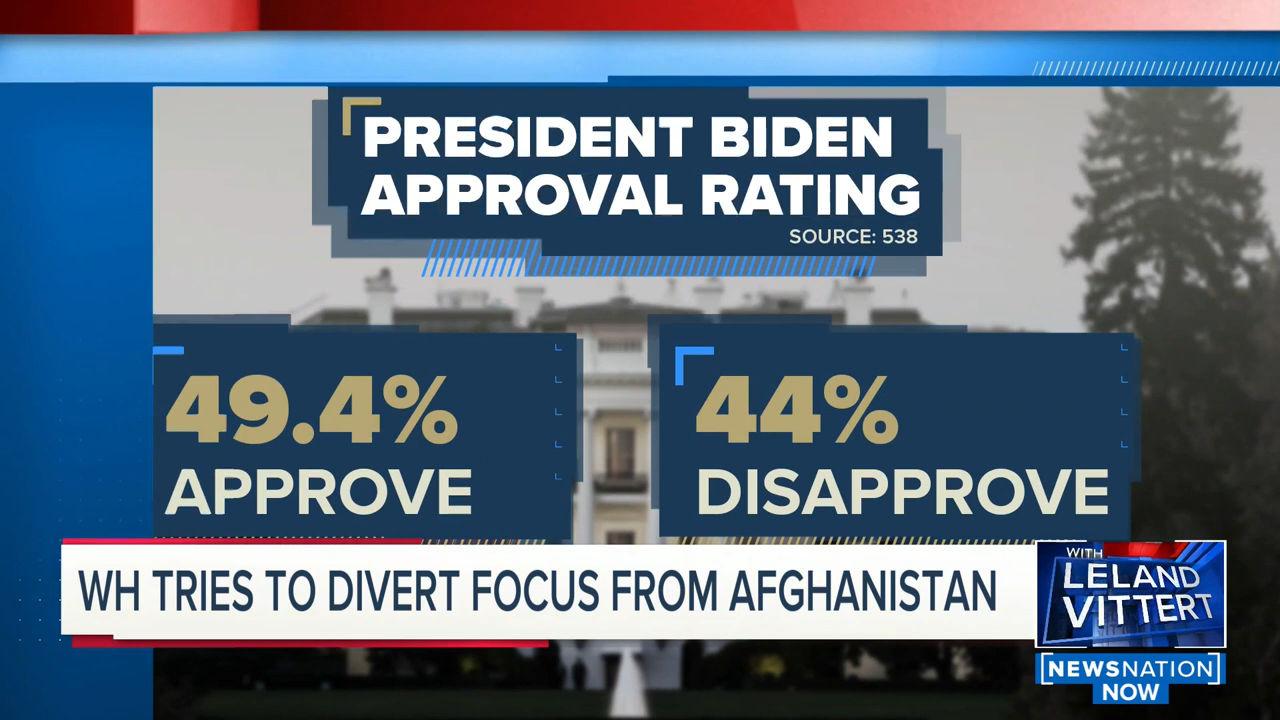 PRESIDENT BIDEN
APPROVAL RATING
SOURCE: 538
49.4%
APPROVE
44%
DISAPPROVE
WH TRIES TO DIVERT FOCUS FROM AFGHANISTAN
WITH
LELAND
VITTERT
NEWSNATION
NOW